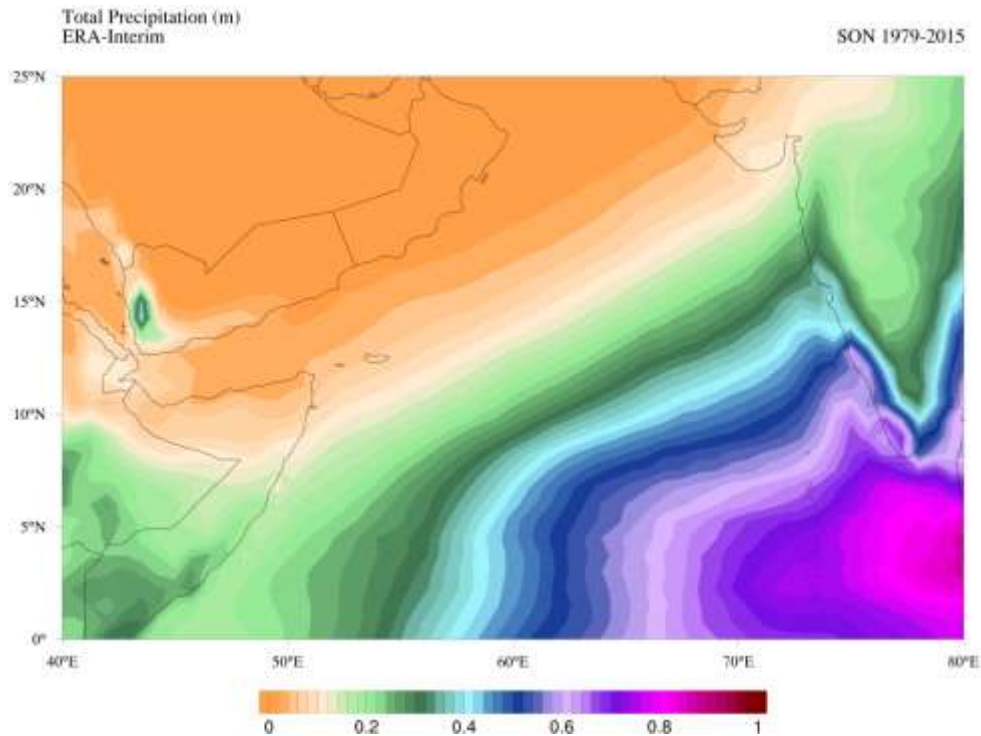 Total Precipitation (m)
ERA-Interim
SON 1979-2015
25°N
20°N
15°N
10°N
5°N
0°
40°E 50°E 60°E 70°E 80°E
0 0.2 0.4 0.6 0.8 1